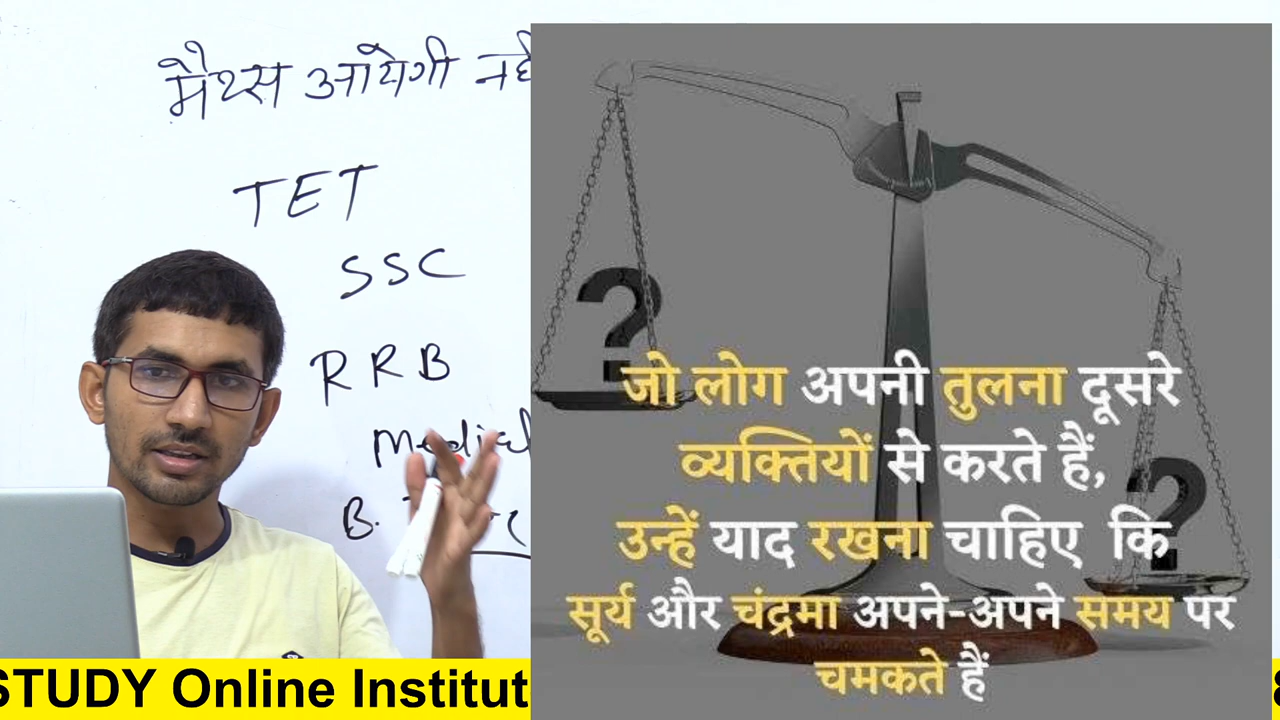 मैथ्स आयेगी
TET
SSC
RRB
B.
जो लोग अपनी तुलना दूसरे
व्यक्तियों से करते हैं,
उन्हें याद रखना चाहिए कि
सूर्य और चंद्रमा अपने-अपने समय पर
चमकते हैं
STUDY Online Institut